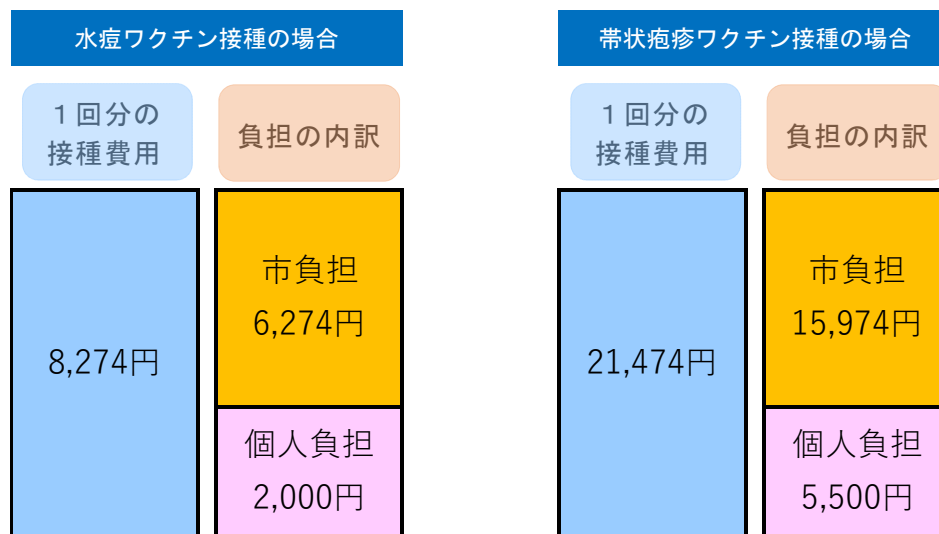 水痘ワクチン接種の場合
１回分の
接種費用
負担の内訳
8,274円
市負担
6,274円
個人負担
2,000円
帯状疱疹ワクチン接種の場合
１回分の
接種費用
負担の内訳
21,474円
市負担
15,974円
個人負担
5,500円